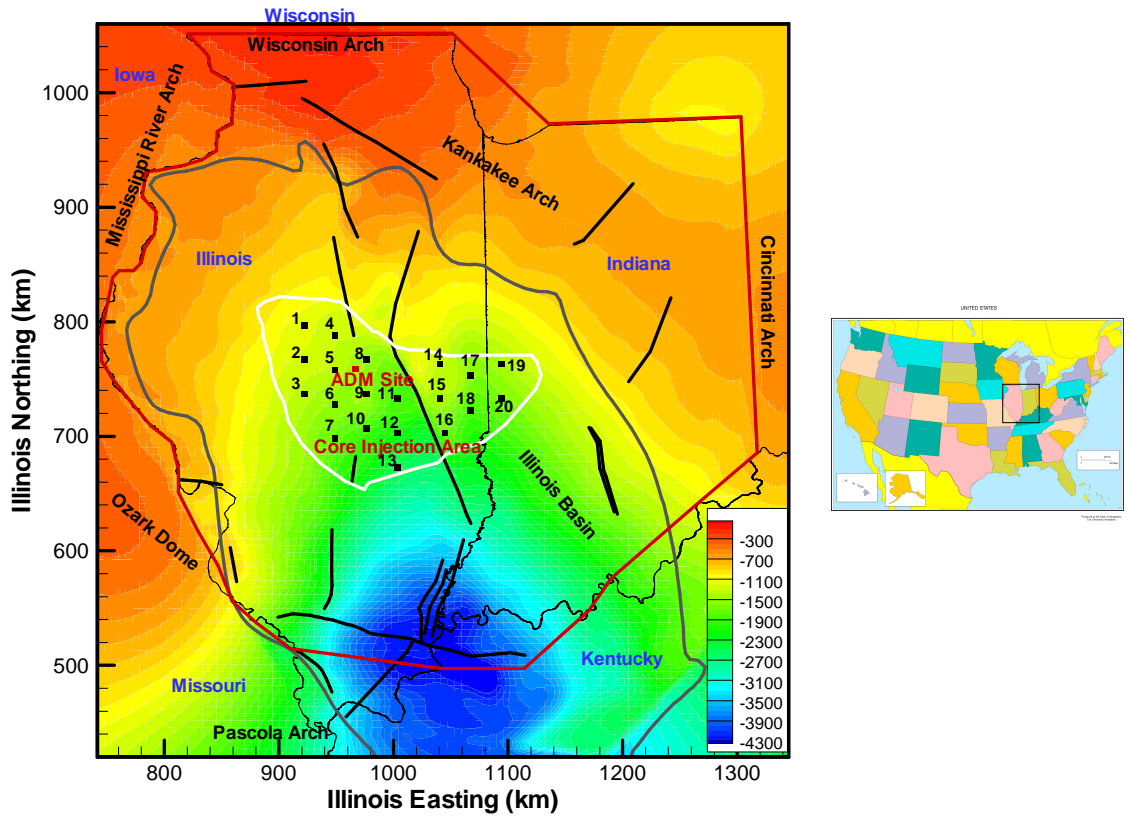 Wisconsin
Wisconsin Arch
Iowa
Mississippi River Arch
Kankakee Arch
Illinois
Indiana
Cincinnati Arch
1
2
3
4
5
6
7
8
9
10
11
12
13
14
15
16
17
18
19
20
ADM Site
Core Injection Area
Illinois Basin
Ozark Dome
Missouri
Pascola Arch
Kentucky
1000
900
800
700
600
500
Illinois Northing (km)
800
900
1000
1100
1200
1300
Illinois Easting (km)
-300
-700
-1100
-1500
-1900
-2300
-2700
-3100
-3500
-3900
-4300
UNITED STATES